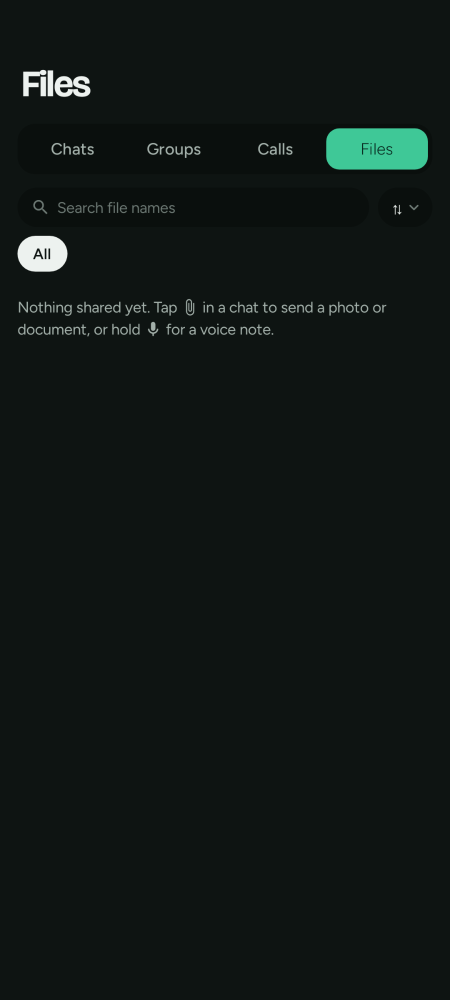 Files
Chats Groups Calls Files
Search file names
All
Nothing shared yet. Tap in a chat to send a photo or
document, or hold for a voice note.